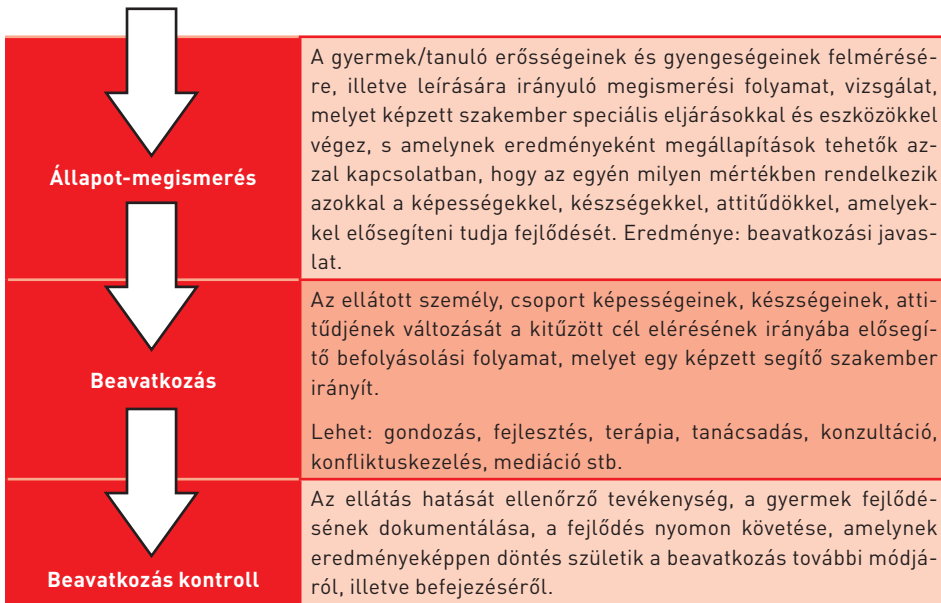 Állapot-megismerés
A gyermek/tanuló erősségeinek és gyengeségeinek felmérésé-
re, illetve leírására irányuló megismerési folyamat, vizsgálat,
melyet képzett szakember speciális eljárásokkal és eszközökkel
végez, s amelynek eredményeként megállapítások tehetők az-
zal kapcsolatban, hogy az egyén milyen mértékben rendelkezik
azokkal a képességekkel, készségekkel, attitűdökkel, amelyek-
kel elősegíteni tudja fejlődését. Eredménye: beavatkozási javas-
lat.
Beavatkozás
Az ellátott személy, csoport képességeinek, készségeinek, atti-
tűdjének változását a kitűzött cél elérésének irányába elősegí-
tő befolyásolási folyamat, melyet egy képzett segítő szakember
irányít.
Lehet: gondozás, fejlesztés, terápia, tanácsadás, konzultáció,
konfliktuskezelés, mediáció stb.
Beavatkozás kontroll
Az ellátás hatását ellenőrző tevékenység, a gyermek fejlődé-
sének dokumentálása, a fejlődés nyomon követése, amelynek
eredményeképpen döntés születik a beavatkozás további módjá-
ról, illetve befejezéséről.